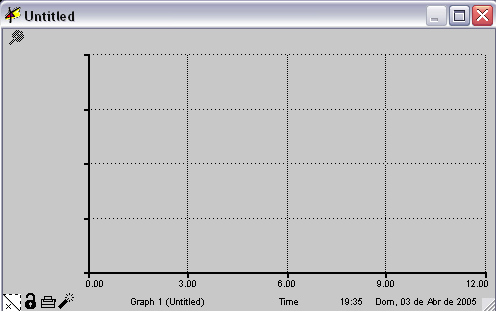 Untitled
0.00 3.00 6.00 9.00 12.00
Graph 1 (Untitled) Time 19:35 Dom, 03 de Abr de 2005